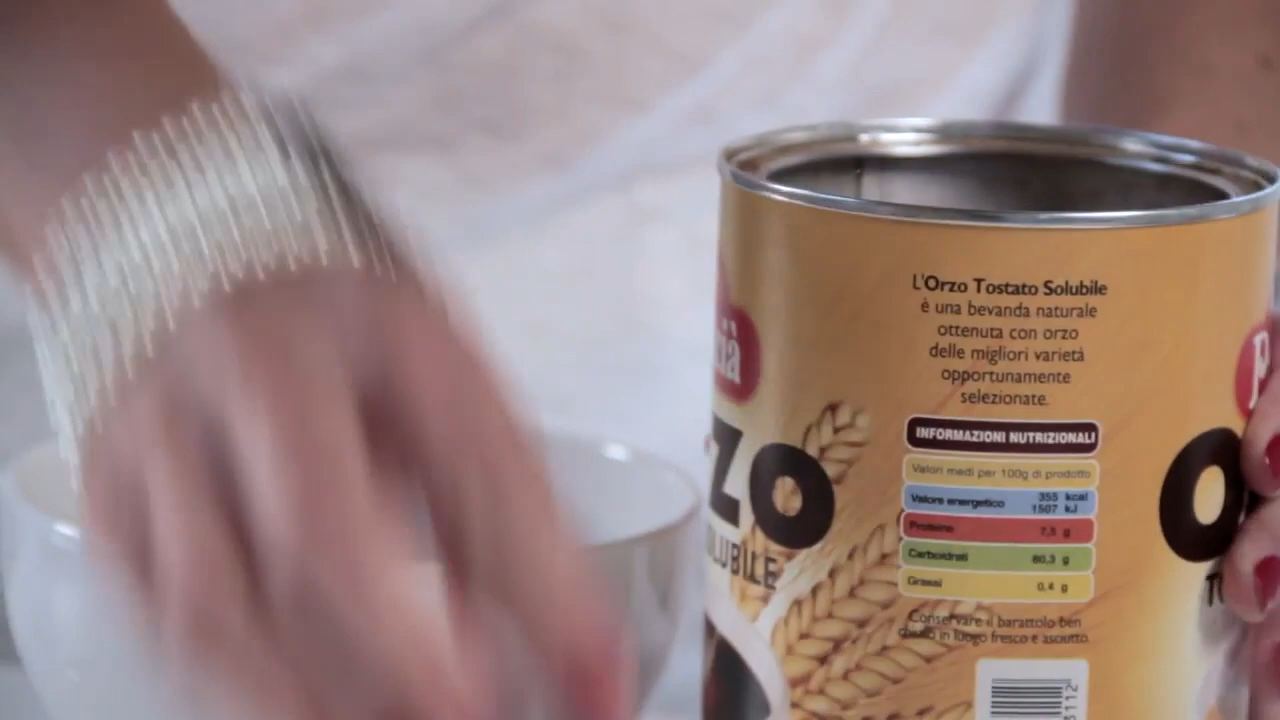 L'Orzo Tostato Solubile
è una bevanda naturale
ottenuta con orzo
delle migliori varietà
opportunamente
selezionate.
INFORMAZIONI NUTRIZIONALI
Valori medi per 100g di prodotto
Valore energetico 355 kcal
1507 kJ
Proteine 7,5 g
Carboidrati 80,3 g
Grassi 0,4 g
Conservare il barattolo ben
chiuso in luogo fresco e asciutto.
ZO
OLUBILE